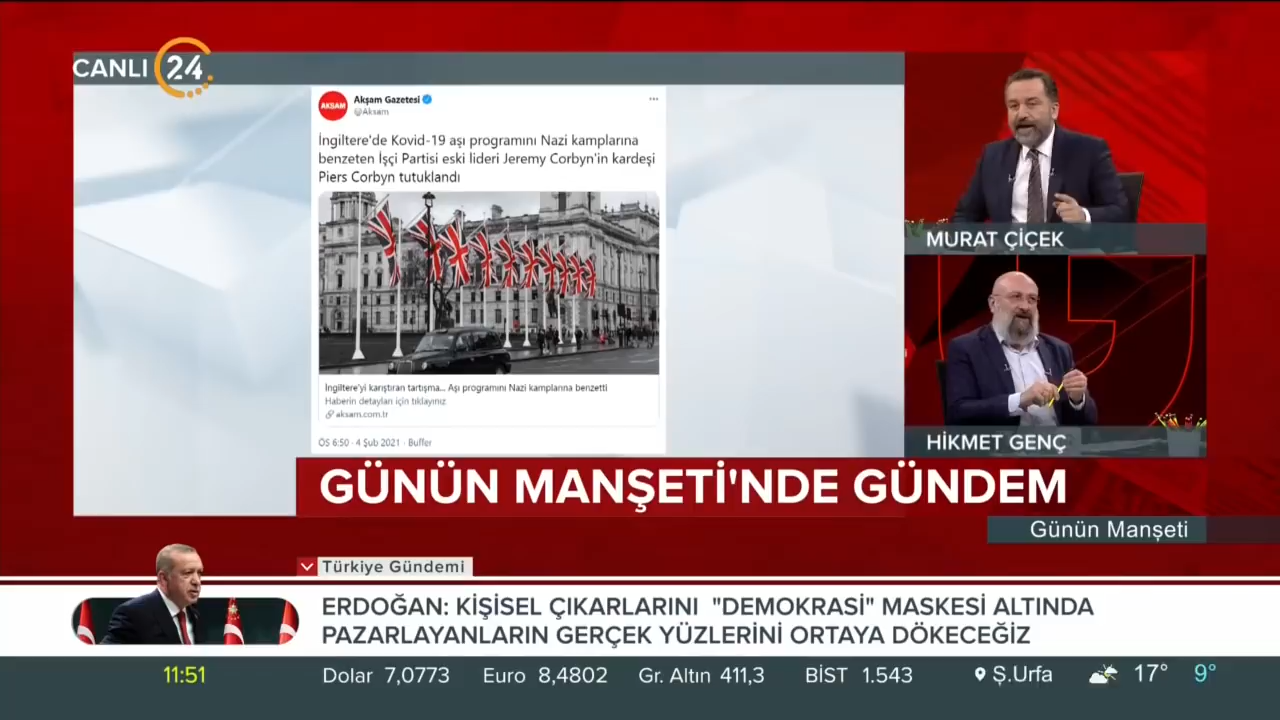 CANLI 24
AKŞAM
Akşam Gazetesi
@Aksam
İngiltere'de Kovid-19 aşı programını Nazi kamplarına
benzeten İşçi Partisi eski lideri Jeremy Corbyn'in kardeşi
Piers Corbyn tutuklandı
İngiltere'yi karıştıran tartışma... Aşı programını Nazi kamplarına benzetti
Haberin detayları için tıklayınız
aksam.com.tr
ÖS 6:50 · 4 Şub 2021 · Buffer
MURAT ÇİÇEK
HİKMET GENÇ
GÜNÜN MANŞETİ'NDE GÜNDEM
Günün Manşeti
Türkiye Gündemi
ERDOĞAN: KİŞİSEL ÇIKARLARINI "DEMOKRASİ" MASKESİ ALTINDA
PAZARLAYANLARIN GERÇEK YÜZLERİNİ ORTAYA DÖKECEĞİZ
11:51 Dolar 7,0773 Euro 8,4802 Gr. Altın 411,3 BİST 1.543 Ş.Urfa 17° 9°